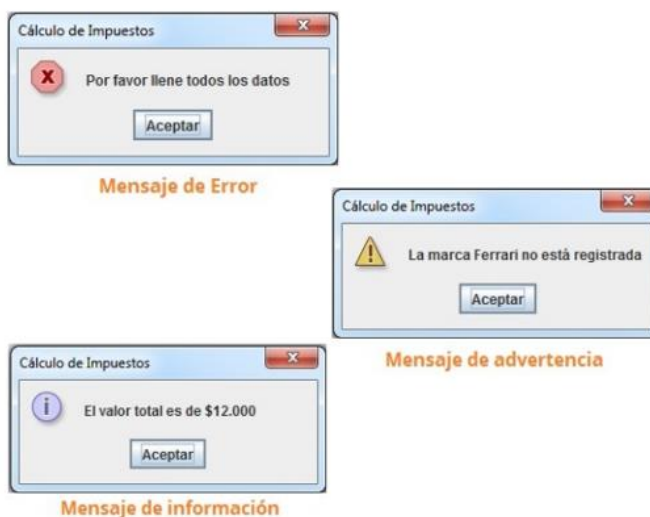 Cálculo de Impuestos
X
Por favor llene todos los datos
Aceptar
Mensaje de Error
Cálculo de Impuestos
La marca Ferrari no está registrada
Aceptar
Mensaje de advertencia
Cálculo de Impuestos
El valor total es de $12.000
Aceptar
Mensaje de información